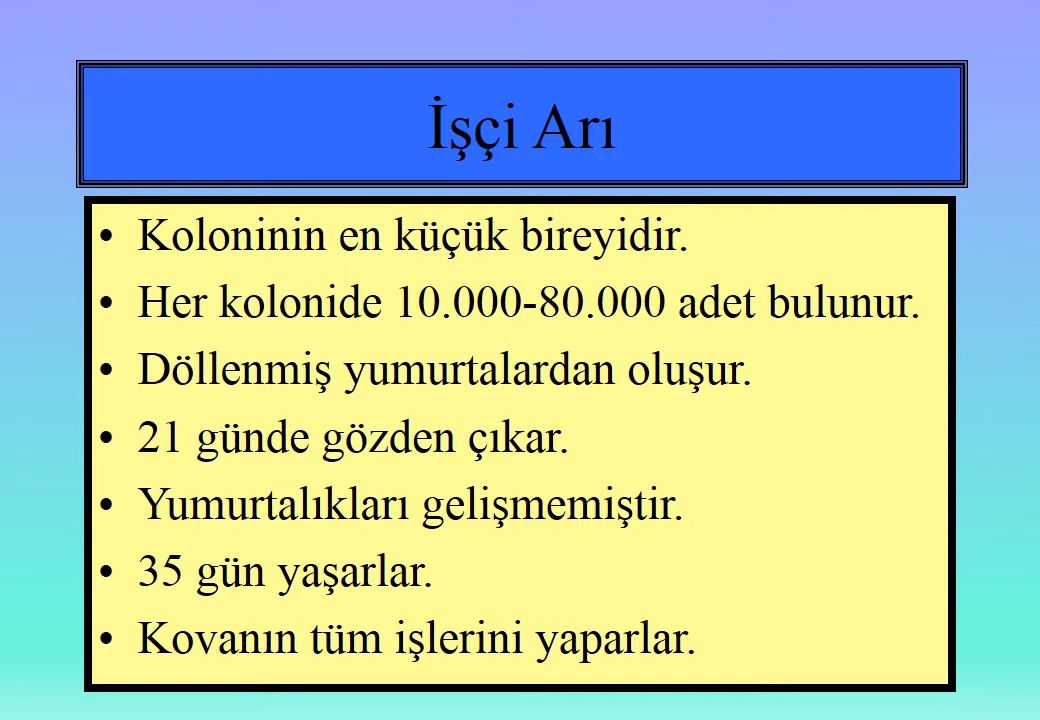 İşçi Arı
• Koloninin en küçük bireyidir.
• Her kolonide 10.000-80.000 adet bulunur.
• Döllenmiş yumurtalardan oluşur.
• 21 günde gözden çıkar.
• Yumurtalıkları gelişmemiştir.
• 35 gün yaşarlar.
• Kovanın tüm işlerini yaparlar.